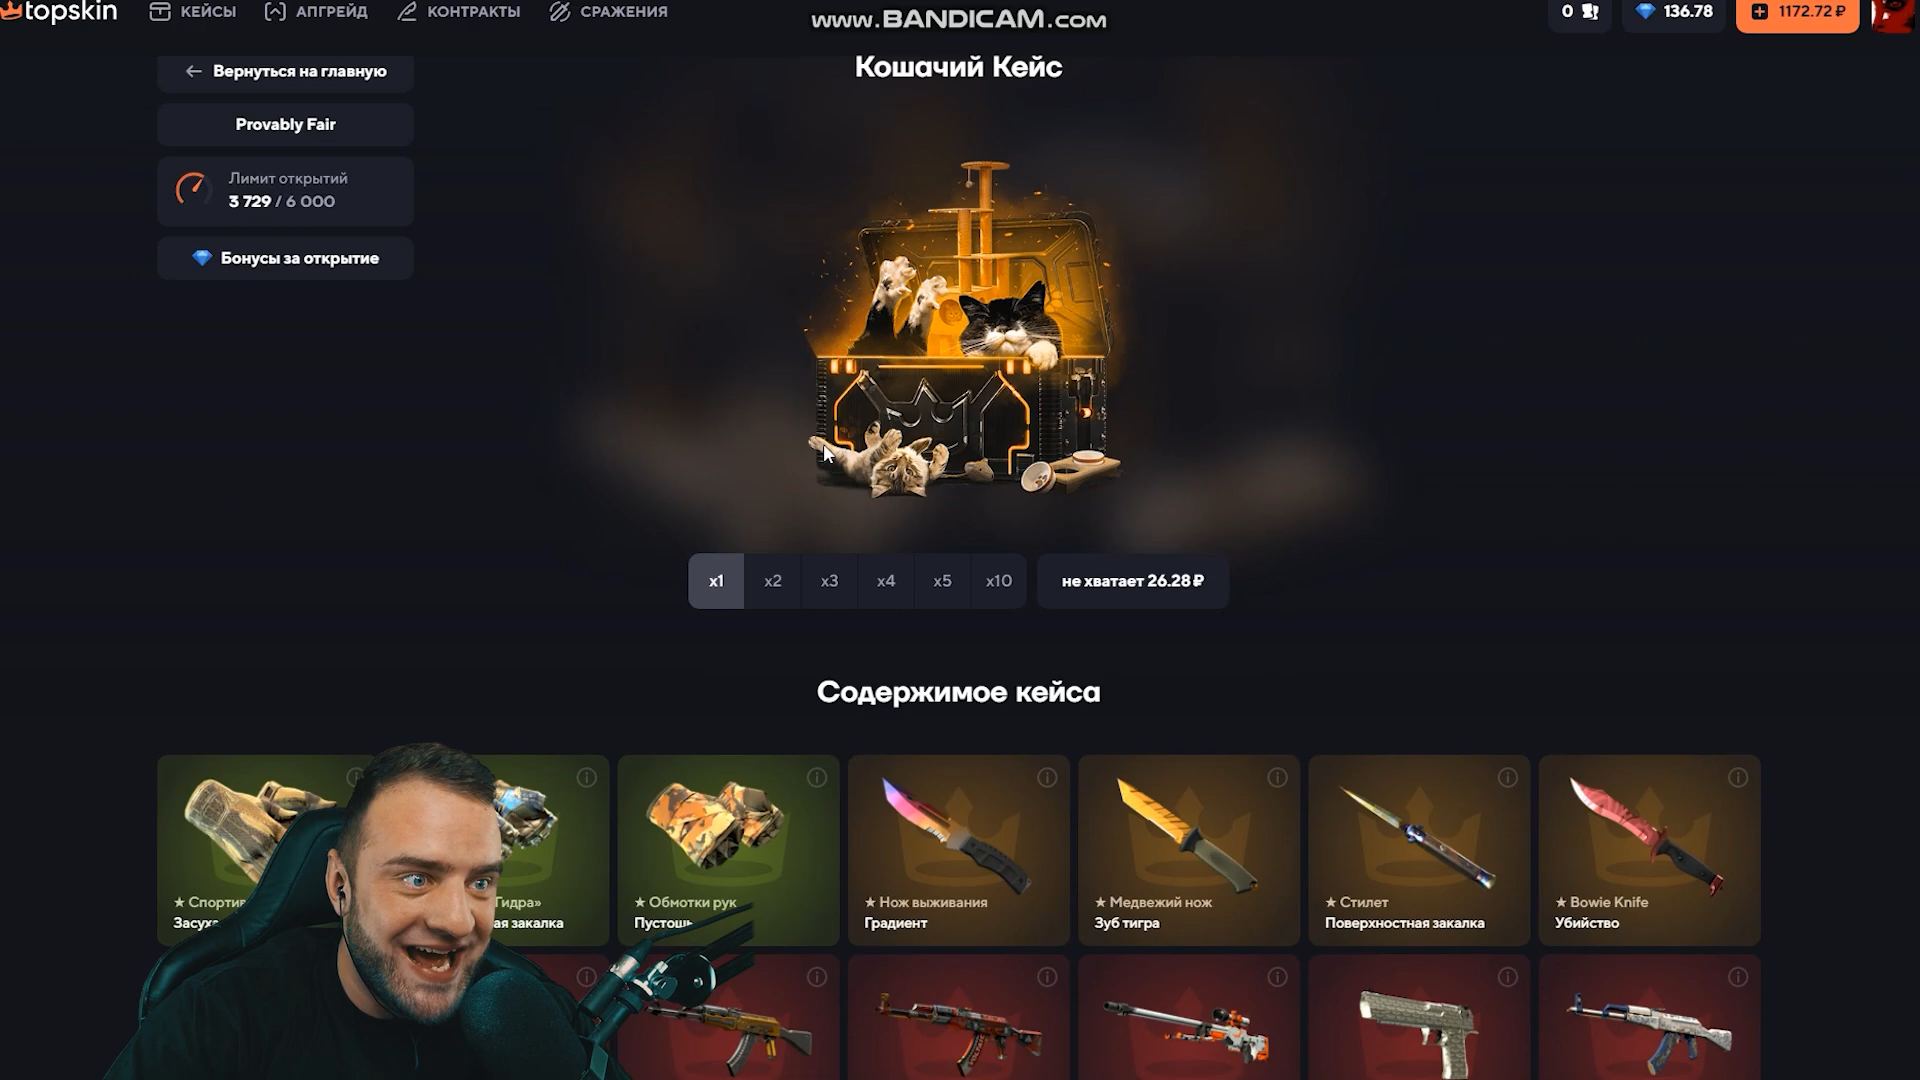 topskin
КЕЙСЫ
АПГРЕЙД
КОНТРАКТЫ
СРАЖЕНИЯ
www.BANDICAM.com
0
136.78
1172.72 ₽
Вернуться на главную
Кошачий Кейс
Provably Fair
Лимит открытий
3 729 / 6 000
Бонусы за открытие
x1
x2
x3
x4
x5
x10
не хватает 26.28 ₽
Содержимое кейса
★ Обмотки рук
Пустошь
★ Нож выживания
Градиент
★ Медвежий нож
Зуб тигра
★ Стилет
Поверхностная закалка
★ Bowie Knife
Убийство
★ Спортив
Засуха
Гидра»
ая закалка